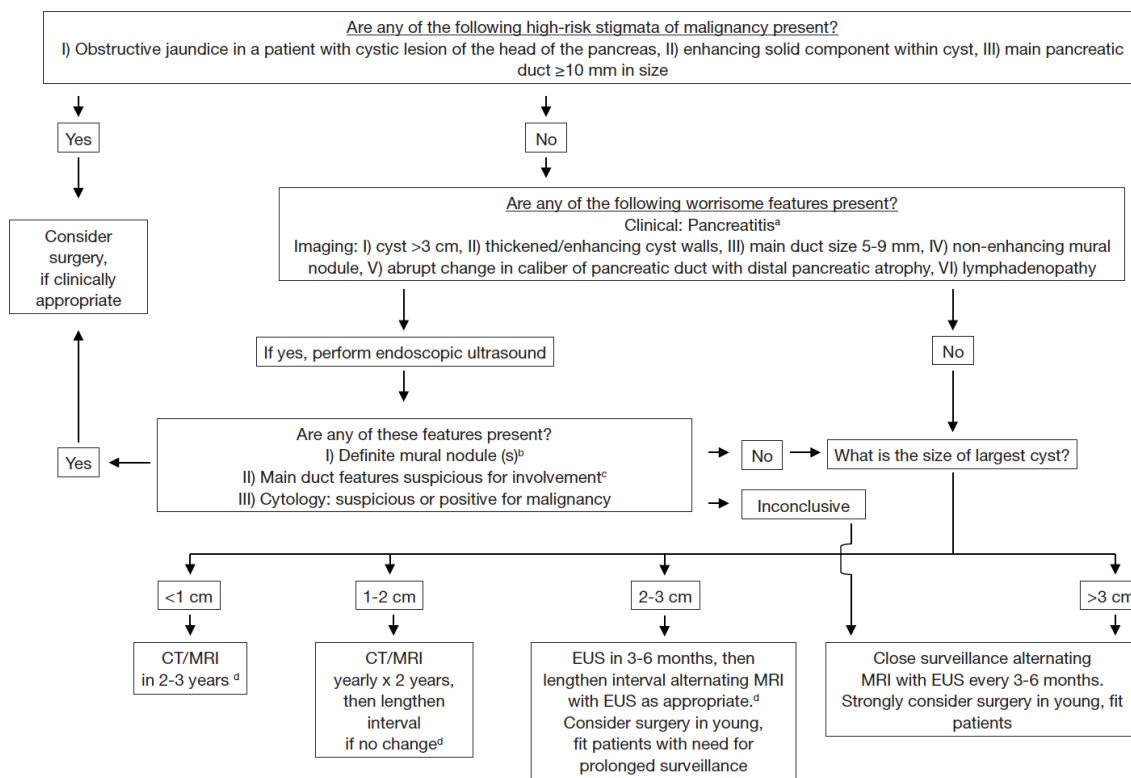 Are any of the following high-risk stigmata of malignancy present?
I) Obstructive jaundice in a patient with cystic lesion of the head of the pancreas, II) enhancing solid component within cyst, III) main pancreatic
duct ≥10 mm in size
Yes
No
Consider
surgery,
if clinically
appropriate
Are any of the following worrisome features present?
Clinical: Pancreatitisᵃ
Imaging: I) cyst >3 cm, II) thickened/enhancing cyst walls, III) main duct size 5-9 mm, IV) non-enhancing mural
nodule, V) abrupt change in caliber of pancreatic duct with distal pancreatic atrophy, VI) lymphadenopathy
If yes, perform endoscopic ultrasound
No
Yes
Are any of these features present?
I) Definite mural nodule (s)ᵇ
II) Main duct features suspicious for involvementᶜ
III) Cytology: suspicious or positive for malignancy
No
What is the size of largest cyst?
Inconclusive
<1 cm
1-2 cm
2-3 cm
>3 cm
CT/MRI
in 2-3 years ᵈ
CT/MRI
yearly x 2 years,
then lengthen
interval
if no changeᵈ
EUS in 3-6 months, then
lengthen interval alternating MRI
with EUS as appropriate.ᵈ
Consider surgery in young,
fit patients with need for
prolonged surveillance
Close surveillance alternating
MRI with EUS every 3-6 months.
Strongly consider surgery in young, fit
patients